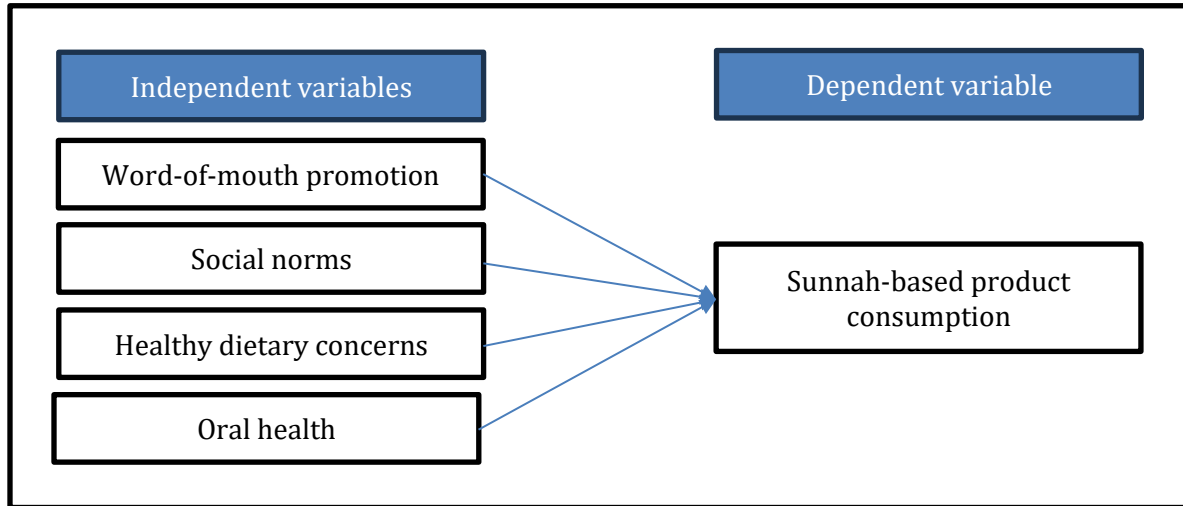 Independent variables
Dependent variable
Word-of-mouth promotion
Social norms
Healthy dietary concerns
Oral health
Sunnah-based product
consumption